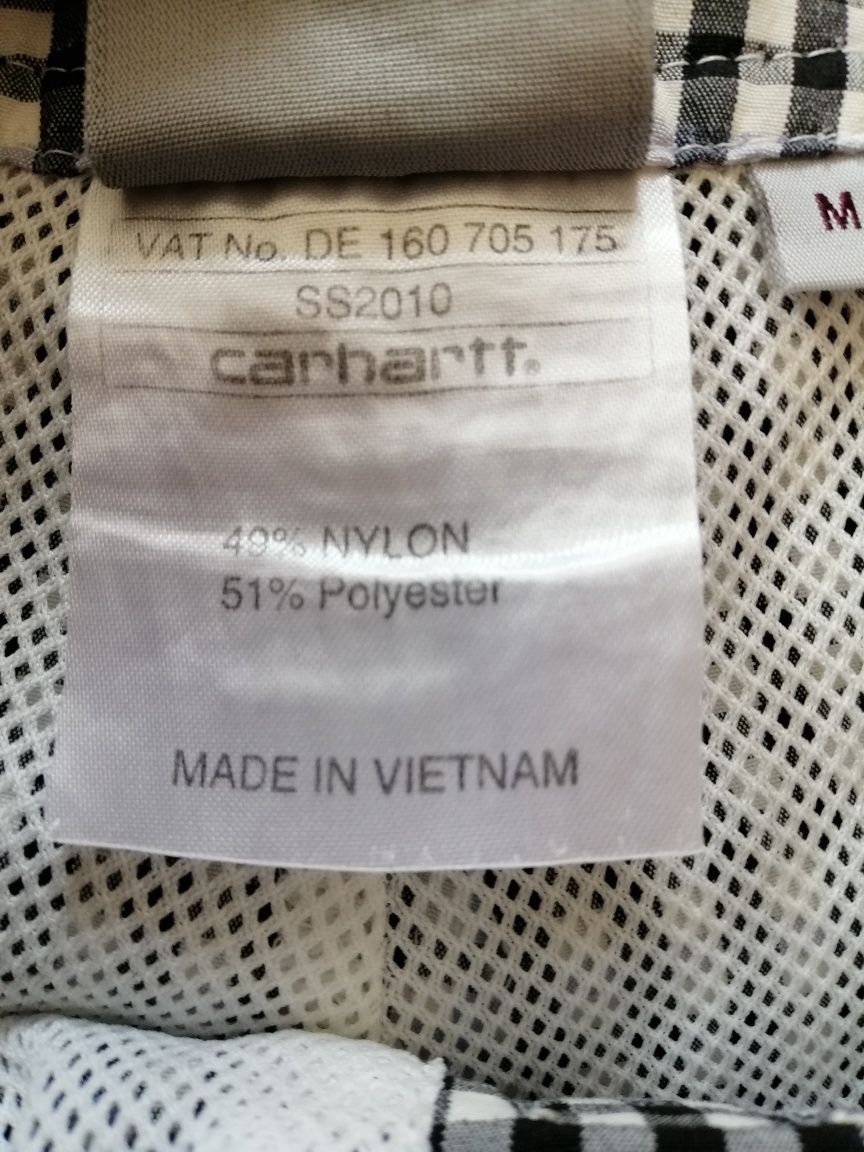 VAT No. DE 160 705 175
M
SS2010
carhartt®
49% NYLON
51% Polyester
MADE IN VIETNAM